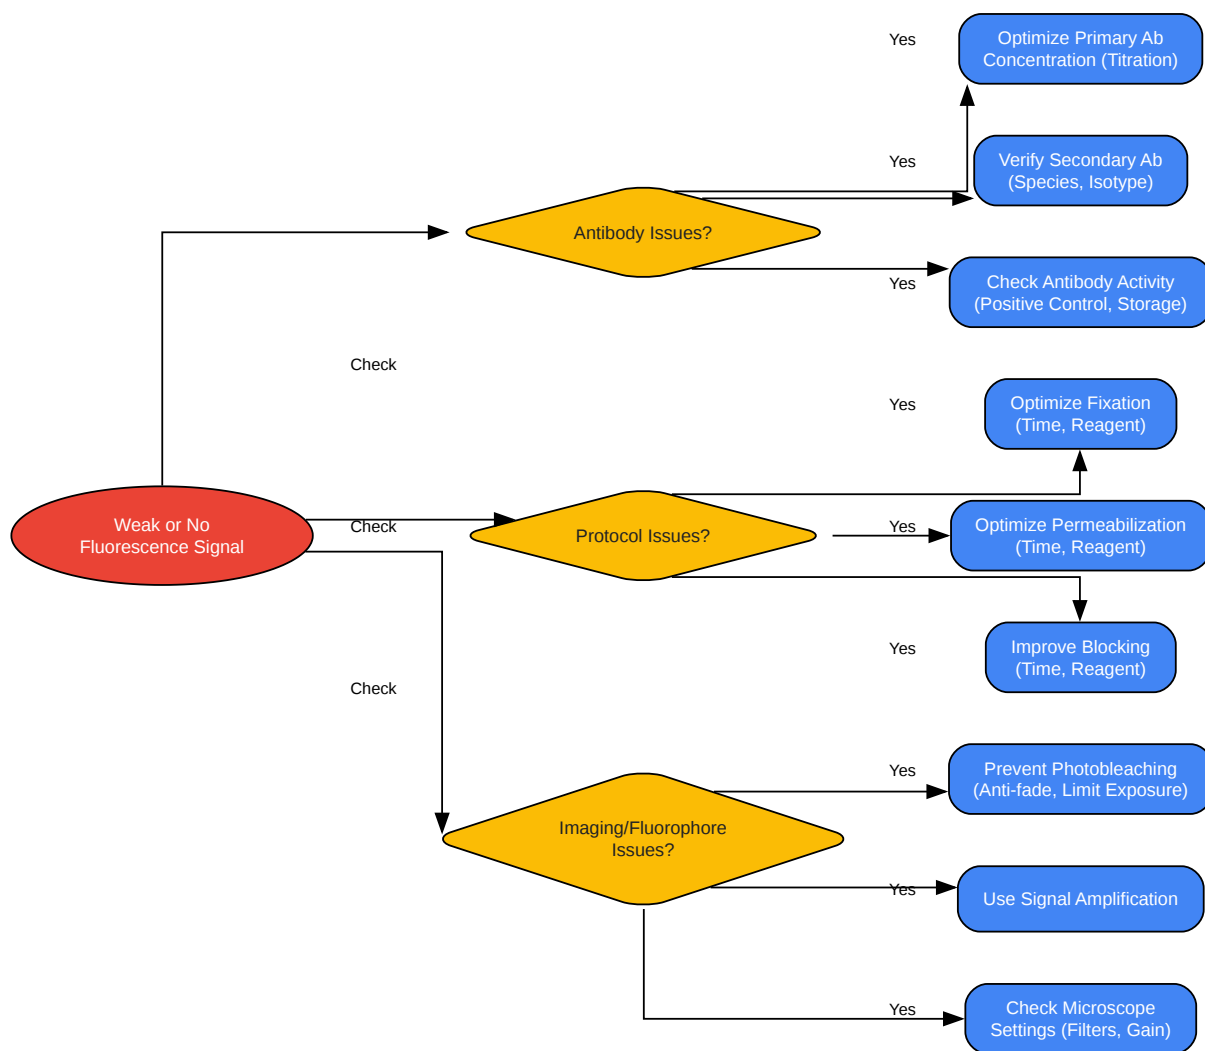 Yes
Optimize Primary Ab
Concentration (Titration)
Yes
Verify Secondary Ab
(Species, Isotype)
Antibody Issues?
Yes
Check Antibody Activity
(Positive Control, Storage)
Check
Yes
Optimize Fixation
(Time, Reagent)
Weak or No
Fluorescence Signal
Check
Protocol Issues?
Yes
Optimize Permeabilization
(Time, Reagent)
Yes
Improve Blocking
(Time, Reagent)
Check
Yes
Prevent Photobleaching
(Anti-fade, Limit Exposure)
Imaging/Fluorophore
Issues?
Yes
Use Signal Amplification
Yes
Check Microscope
Settings (Filters, Gain)